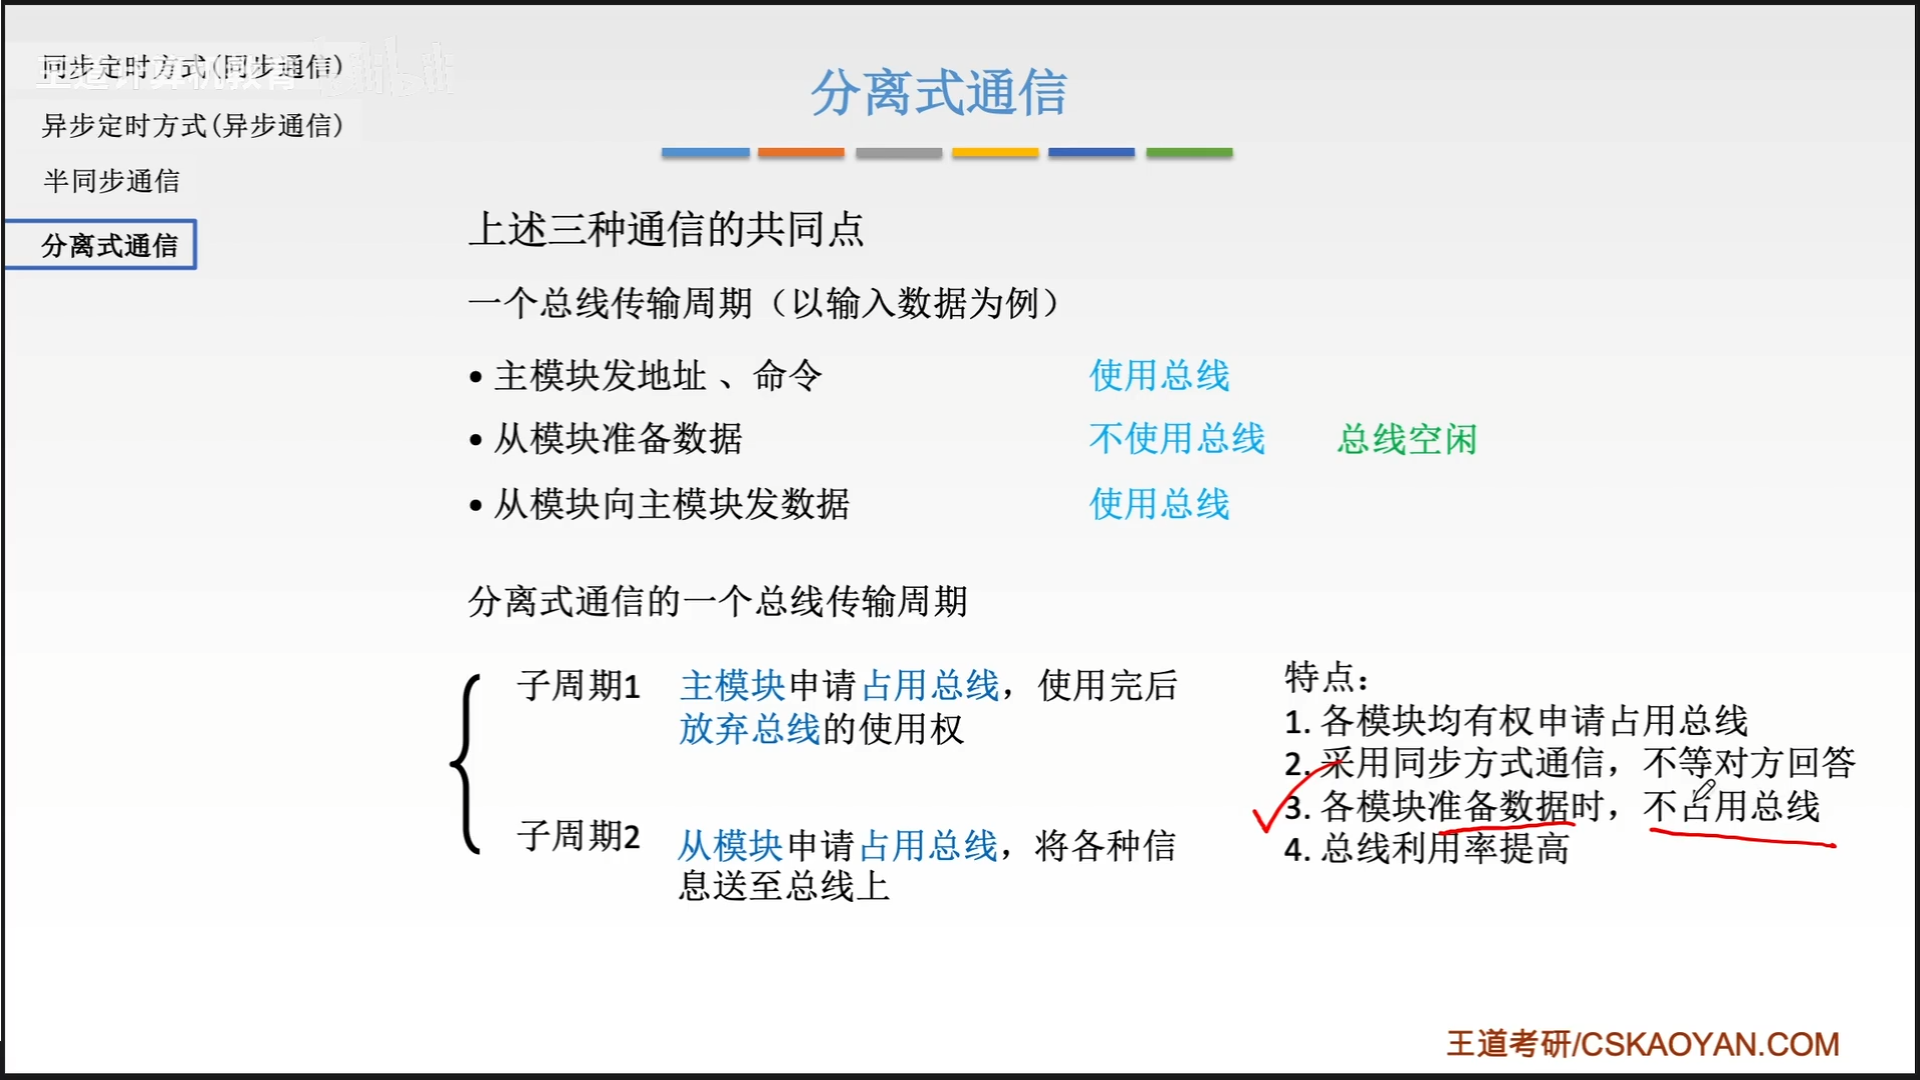 同步定时方式(同步通信)
王道计算机教育
bilibili
异步定时方式(异步通信)
半同步通信
分离式通信
分离式通信
上述三种通信的共同点
一个总线传输周期（以输入数据为例）
• 主模块发地址 、命令 使用总线
• 从模块准备数据 不使用总线 总线空闲
• 从模块向主模块发数据 使用总线
分离式通信的一个总线传输周期
子周期1 主模块申请占用总线，使用完后
放弃总线的使用权
子周期2 从模块申请占用总线，将各种信
息送至总线上
特点：
1. 各模块均有权申请占用总线
2. 采用同步方式通信，不等对方回答
3. 各模块准备数据时，不占用总线
4. 总线利用率提高
王道考研/CSKAOYAN.COM